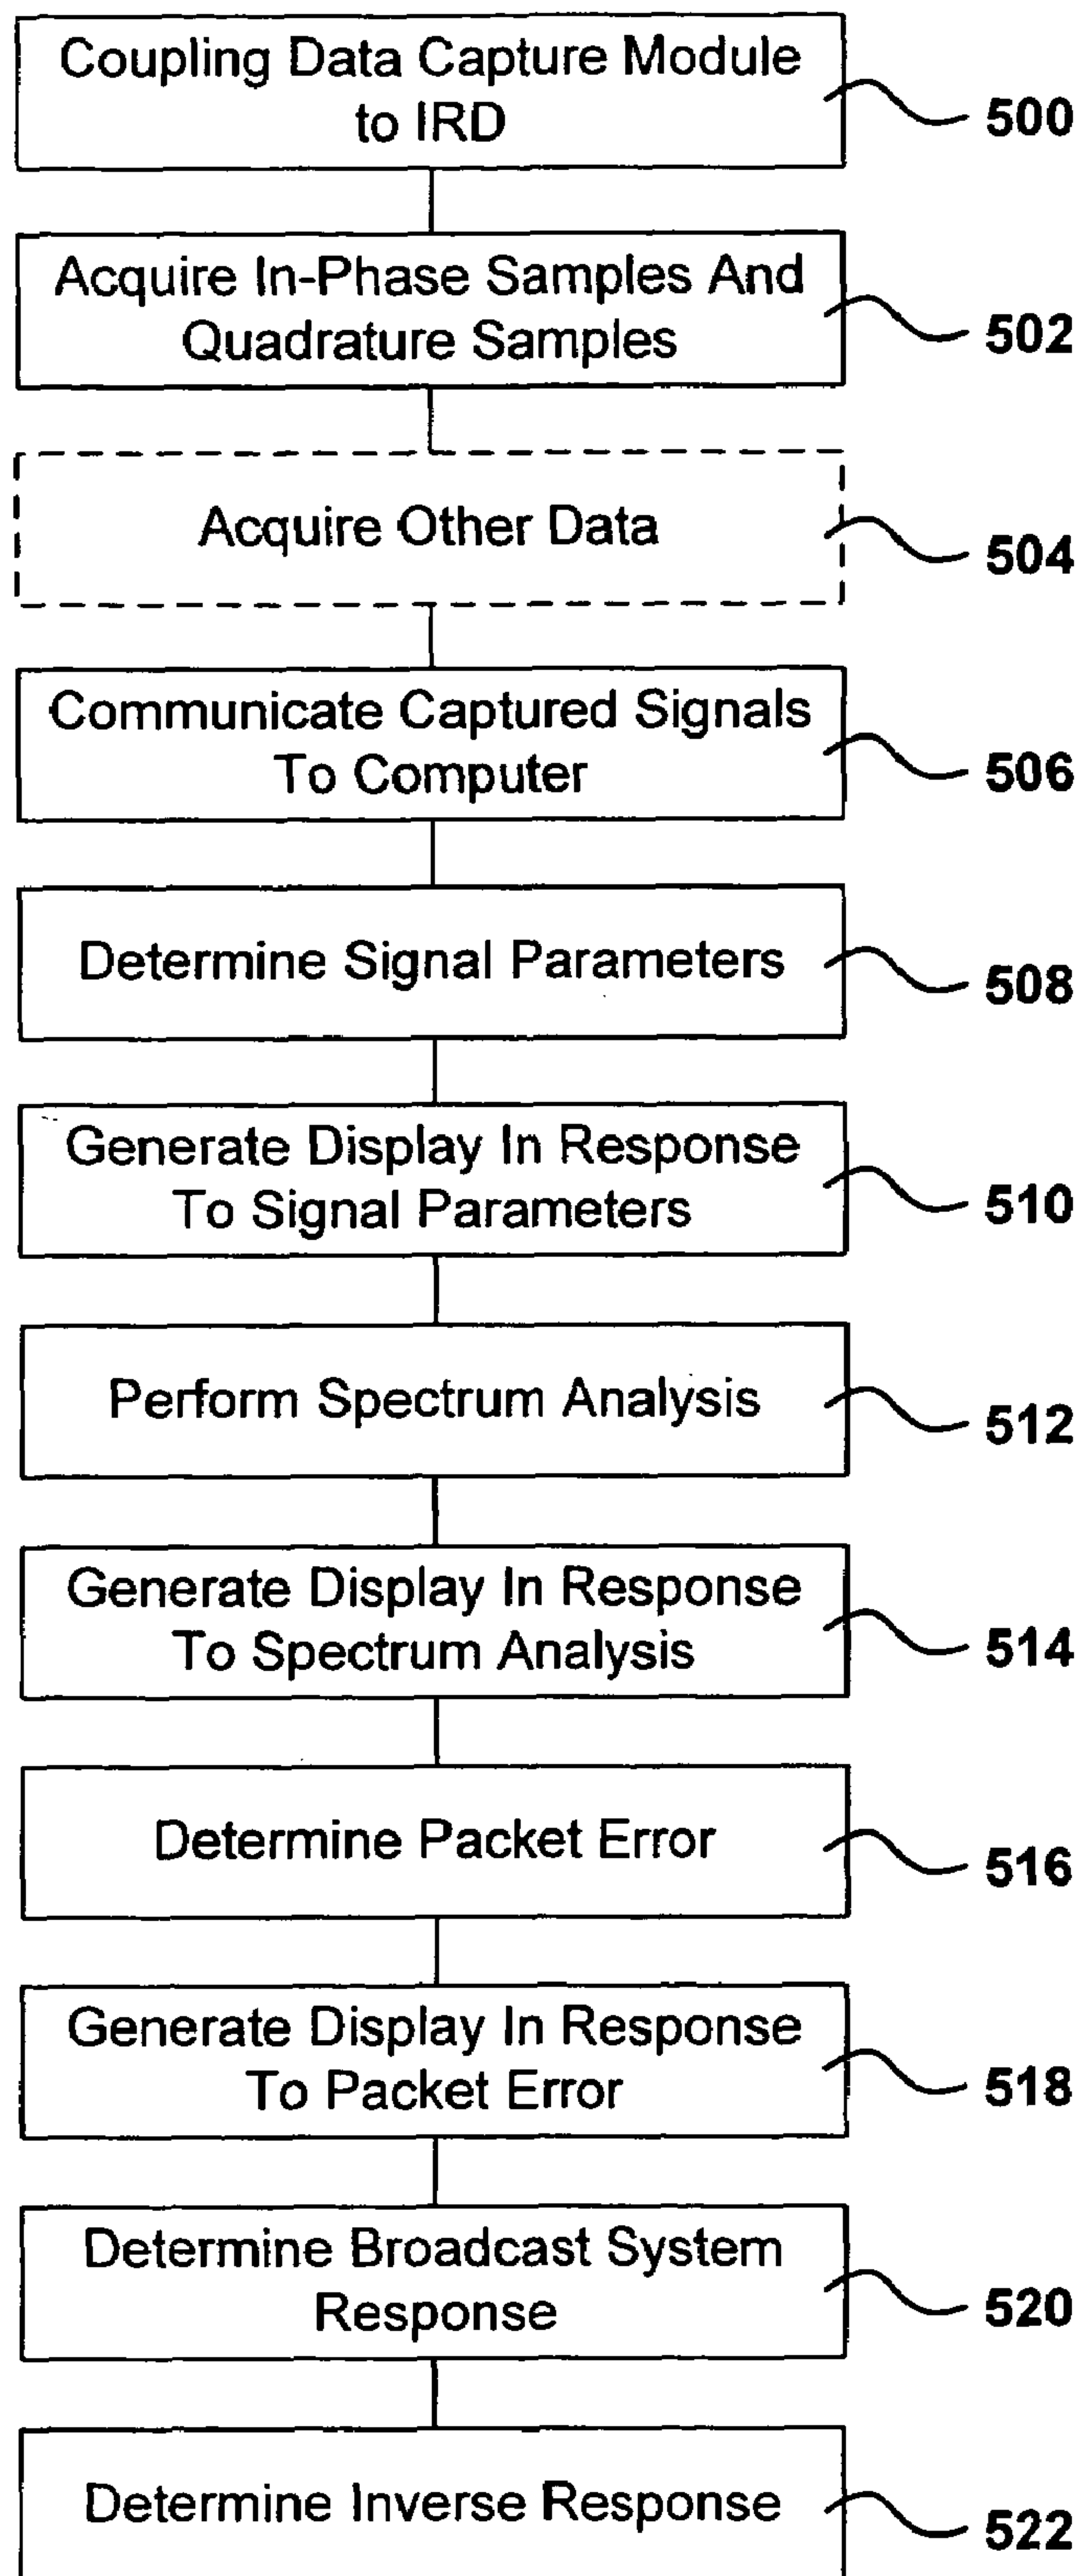 Coupling Data Capture Module
to IRD
500
Acquire In-Phase Samples And
Quadrature Samples
502
Acquire Other Data
504
Communicate Captured Signals
To Computer
506
Determine Signal Parameters
508
Generate Display In Response
To Signal Parameters
510
Perform Spectrum Analysis
512
Generate Display In Response
To Spectrum Analysis
514
Determine Packet Error
516
Generate Display In Response
To Packet Error
518
Determine Broadcast System
Response
520
Determine Inverse Response
522